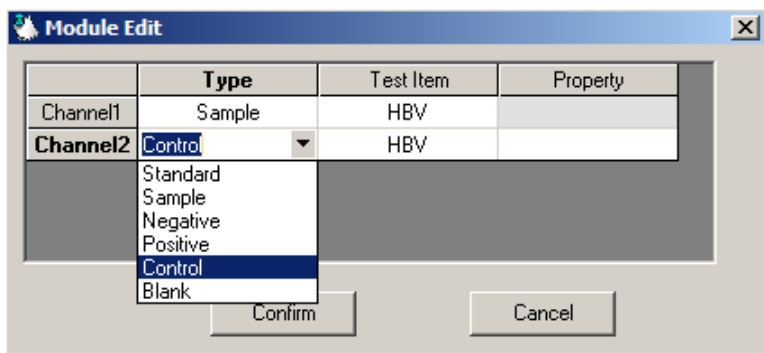 Module Edit
Type Test Item Property
Channel1 Sample HBV
Channel2 Control HBV
Standard
Sample
Negative
Positive
Control
Blank
Confirm Cancel